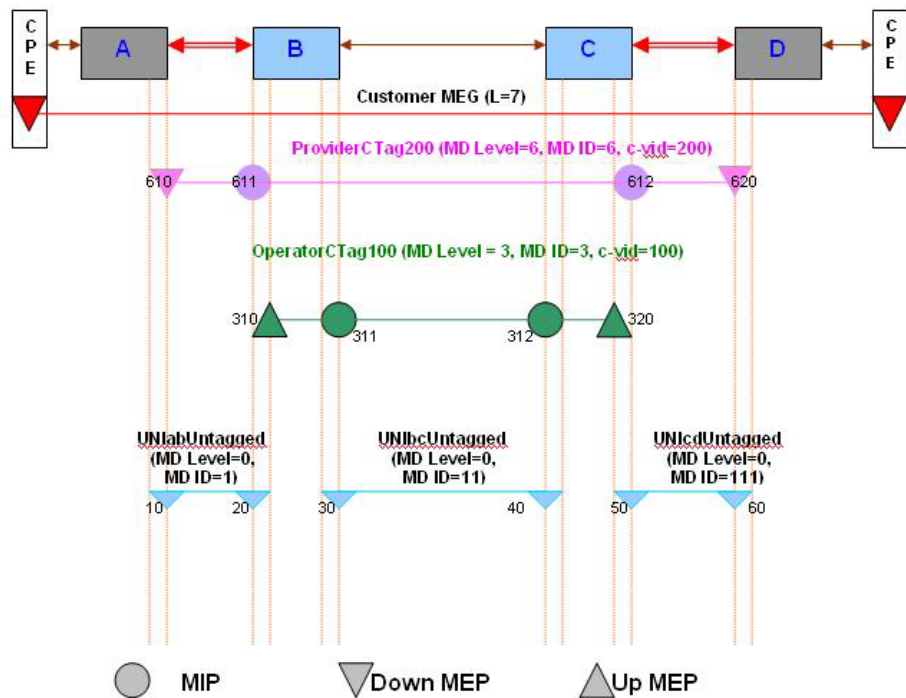 C
P
E
A
B
C
D
C
P
E
Customer MEG (L=7)
ProviderCTag200 (MD Level=6, MD ID=6, c-vid=200)
610
611
612
620
OperatorCTag100 (MD Level = 3, MD ID=3, c-vid=100)
310
311
312
320
UNIabUntagged
(MD Level=0,
MD ID=1)
UNIbcUntagged
(MD Level=0,
MD ID=11)
UNIcdUntagged
(MD Level=0,
MD ID=111)
10
20
30
40
50
60
MIP
Down MEP
Up MEP